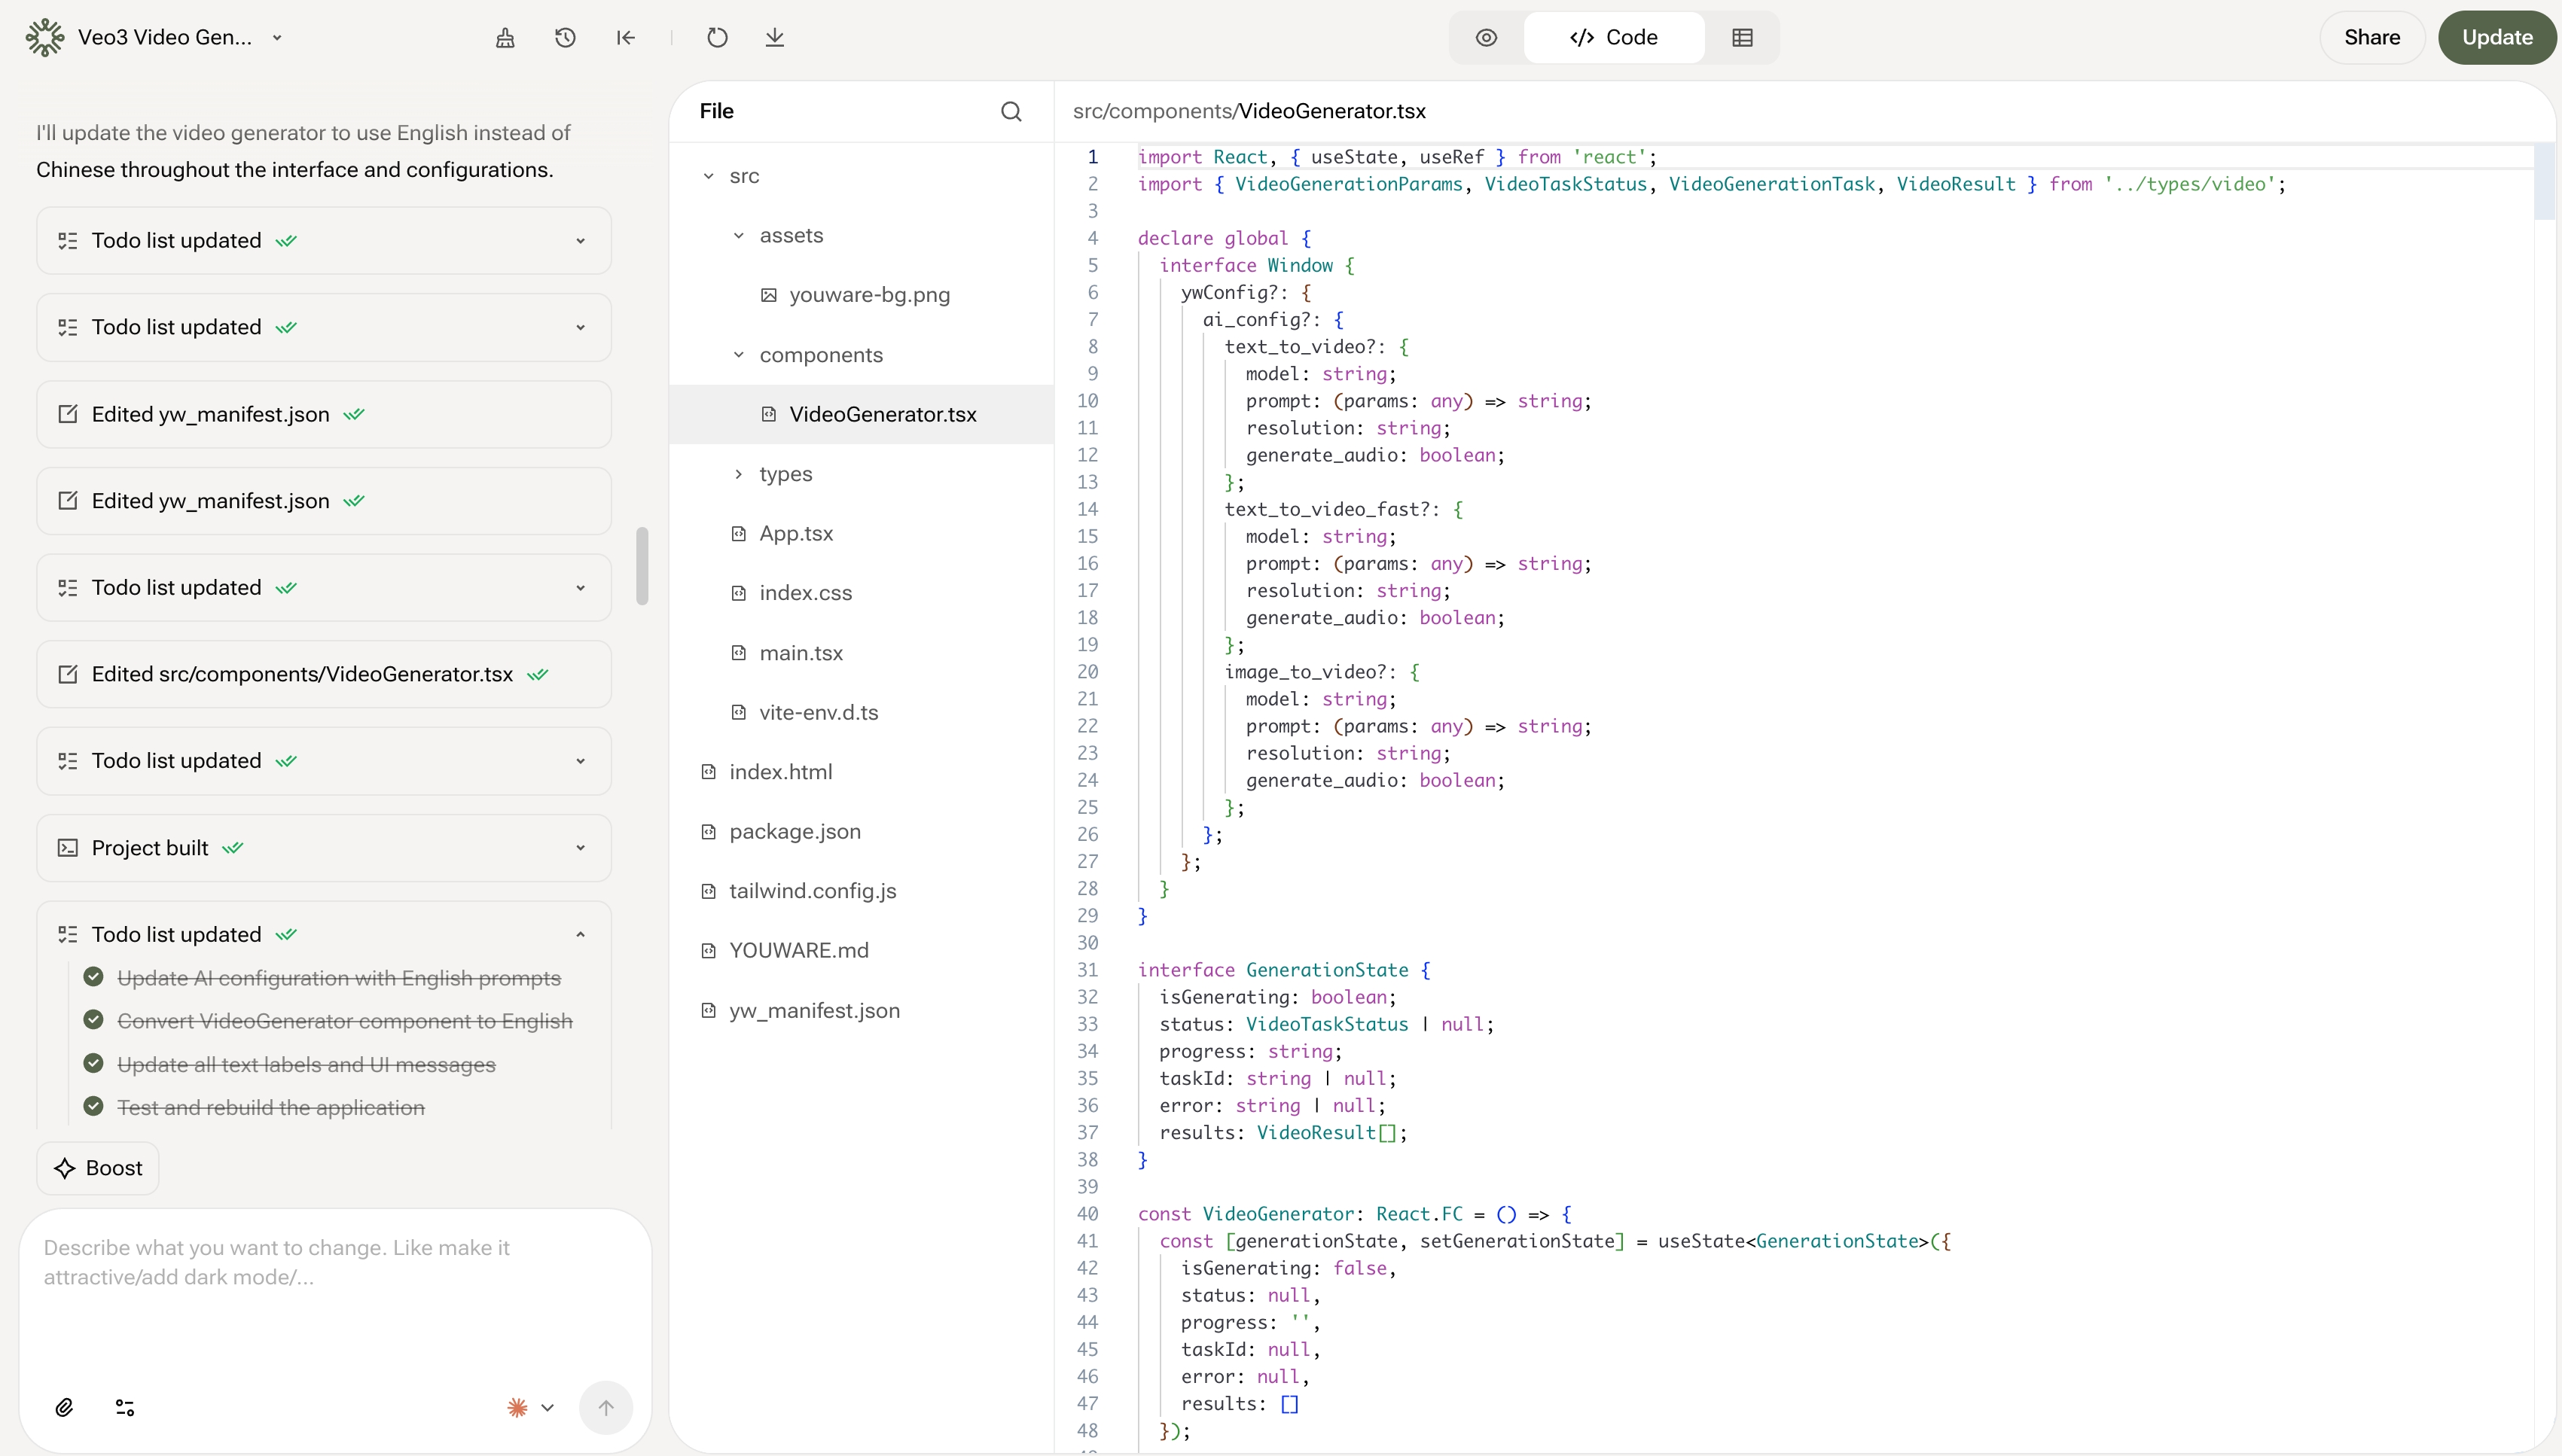 Veo3 Video Gen...
Code
Share
Update
I'll update the video generator to use English instead of
Chinese throughout the interface and configurations.
Todo list updated
Todo list updated
Edited yw_manifest.json
Edited yw_manifest.json
Todo list updated
Edited src/components/VideoGenerator.tsx
Todo list updated
Project built
Todo list updated
Update AI configuration with English prompts
Convert VideoGenerator component to English
Update all text labels and UI messages
Test and rebuild the application
Boost
Describe what you want to change. Like make it
attractive/add dark mode/...
File
src
assets
youware-bg.png
components
VideoGenerator.tsx
types
App.tsx
index.css
main.tsx
vite-env.d.ts
index.html
package.json
tailwind.config.js
YOUWARE.md
yw_manifest.json
src/components/VideoGenerator.tsx
1 import React, { useState, useRef } from 'react';
2 import { VideoGenerationParams, VideoTaskStatus, VideoGenerationTask, VideoResult } from '../types/video';
3
4 declare global {
5 interface Window {
6 ywConfig?: {
7 ai_config?: {
8 text_to_video?: {
9 model: string;
10 prompt: (params: any) => string;
11 resolution: string;
12 generate_audio: boolean;
13 };
14 text_to_video_fast?: {
15 model: string;
16 prompt: (params: any) => string;
17 resolution: string;
18 generate_audio: boolean;
19 };
20 image_to_video?: {
21 model: string;
22 prompt: (params: any) => string;
23 resolution: string;
24 generate_audio: boolean;
25 };
26 };
27 };
28 }
29 }
30
31 interface GenerationState {
32 isGenerating: boolean;
33 status: VideoTaskStatus | null;
34 progress: string;
35 taskId: string | null;
36 error: string | null;
37 results: VideoResult[];
38 }
39
40 const VideoGenerator: React.FC = () => {
41 const [generationState, setGenerationState] = useState<GenerationState>({
42 isGenerating: false,
43 status: null,
44 progress: '',
45 taskId: null,
46 error: null,
47 results: []
48 });